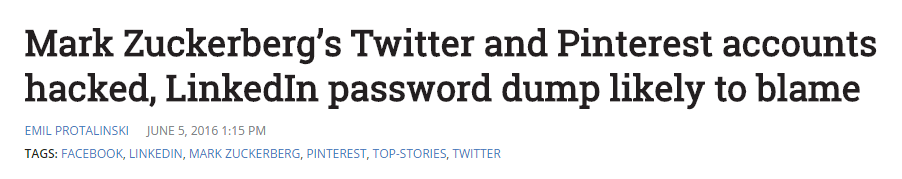 Mark Zuckerberg’s Twitter and Pinterest accounts
hacked, LinkedIn password dump likely to blame
EMIL PROTALINSKI JUNE 5, 2016 1:15 PM
TAGS: FACEBOOK, LINKEDIN, MARK ZUCKERBERG, PINTEREST, TOP-STORIES, TWITTER